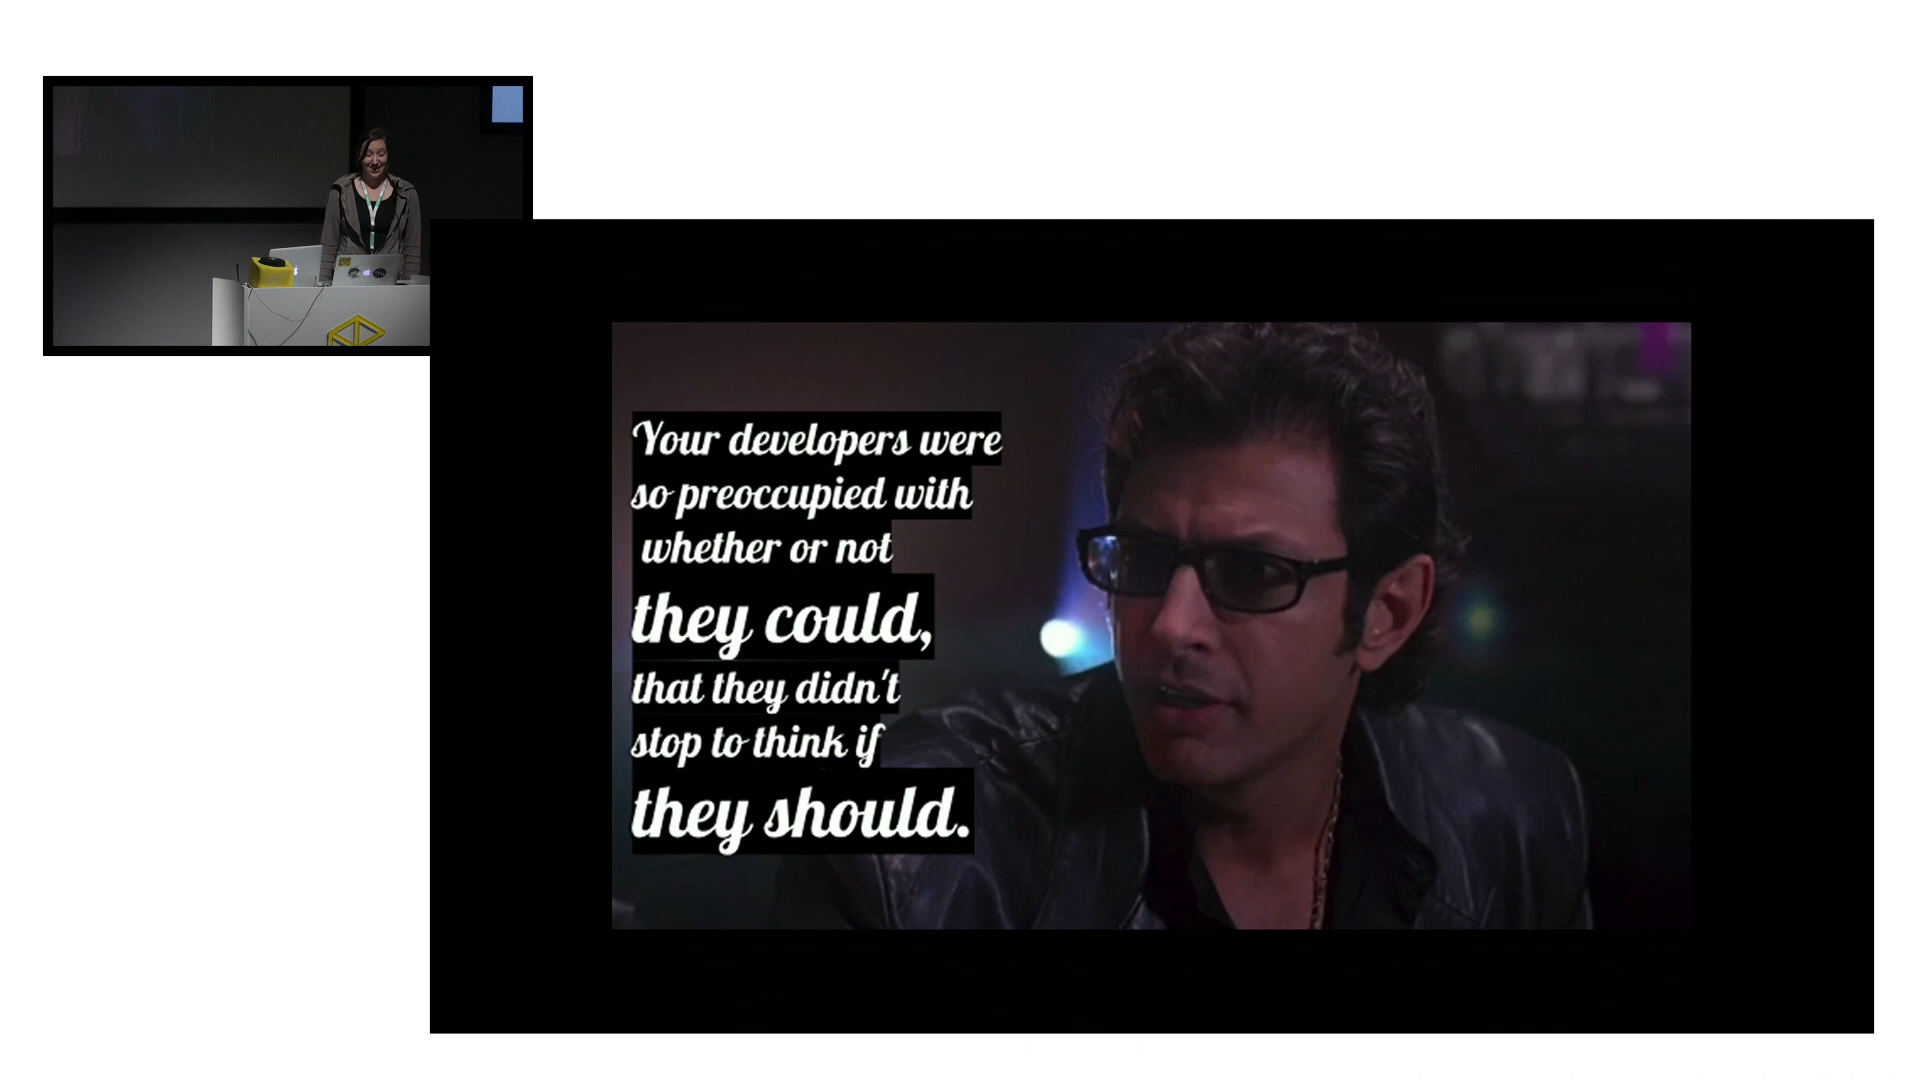 Your developers were
so preoccupied with
whether or not
they could,
that they didn't
stop to think if
they should.